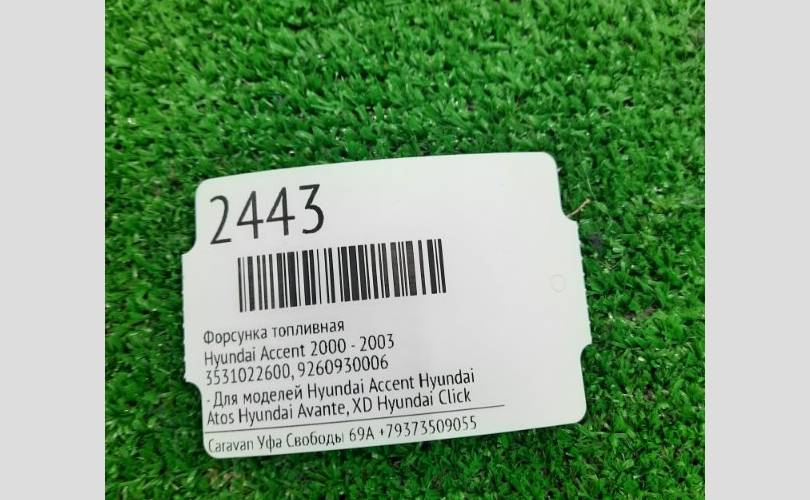 2443
Форсунка топливная
Hyundai Accent 2000 - 2003
3531022600, 9260930006
- Для моделей Hyundai Accent Hyundai
Atos Hyundai Avante, XD Hyundai Click
Caravan Уфа Свободы 69А +79373509055